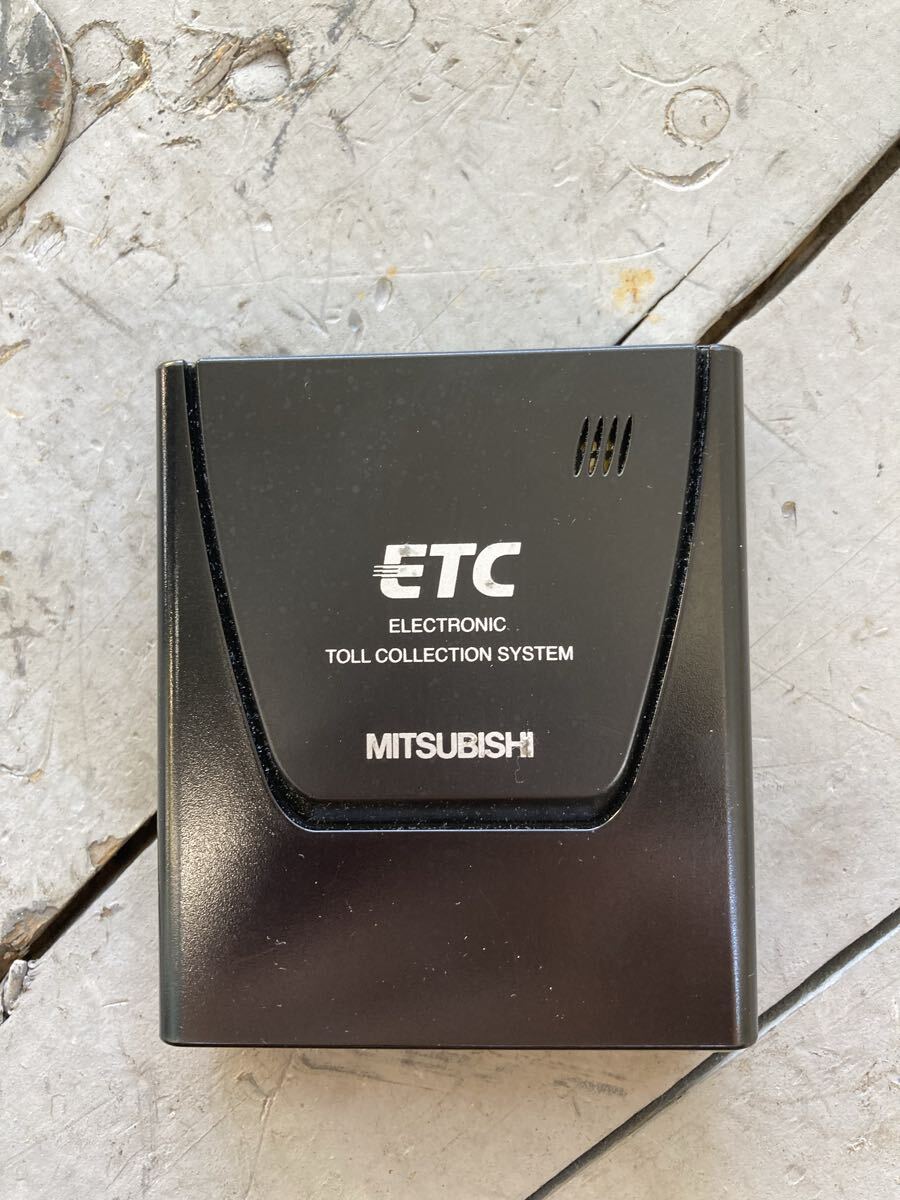 ETC
ELECTRONIC
TOLL COLLECTION SYSTEM
MITSUBISHI